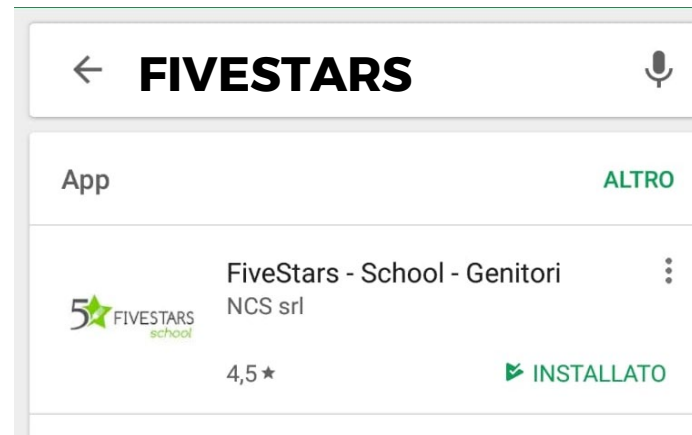 FIVESTARS
App
ALTRO
FiveStars - School - Genitori
NCS srl
5 FIVESTARS
school
4,5★
INSTALLATO